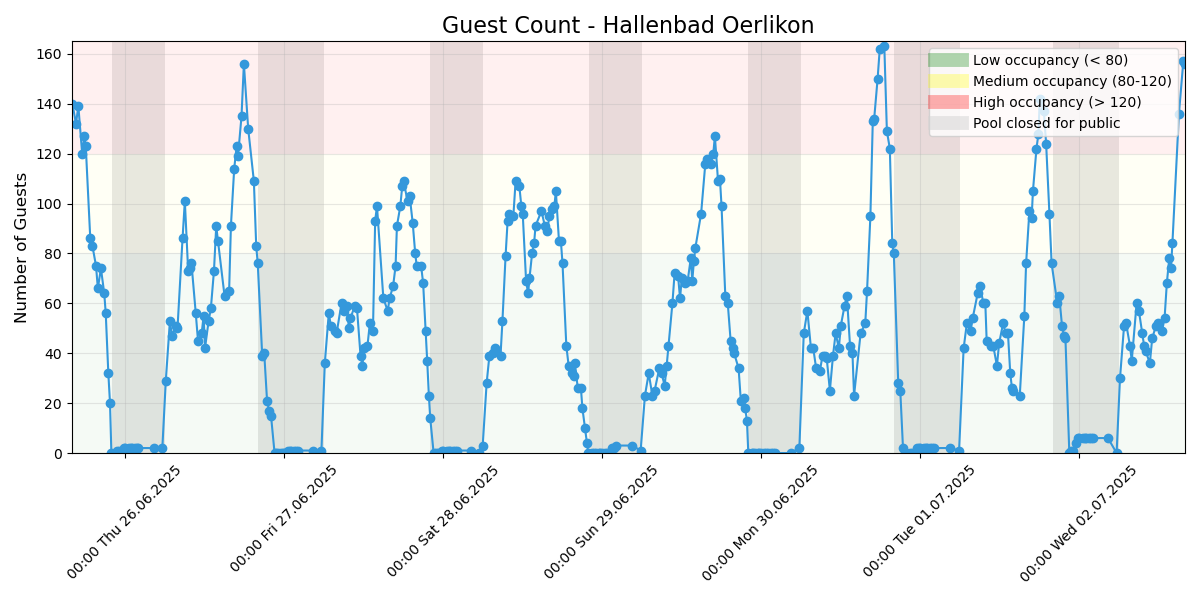 Guest Count - Hallenbad Oerlikon
Number of Guests
160
140
120
100
80
60
40
20
0
Low occupancy (< 80)
Medium occupancy (80-120)
High occupancy (> 120)
Pool closed for public
00:00 Thu 26.06.2025
00:00 Fri 27.06.2025
00:00 Sat 28.06.2025
00:00 Sun 29.06.2025
00:00 Mon 30.06.2025
00:00 Tue 01.07.2025
00:00 Wed 02.07.2025